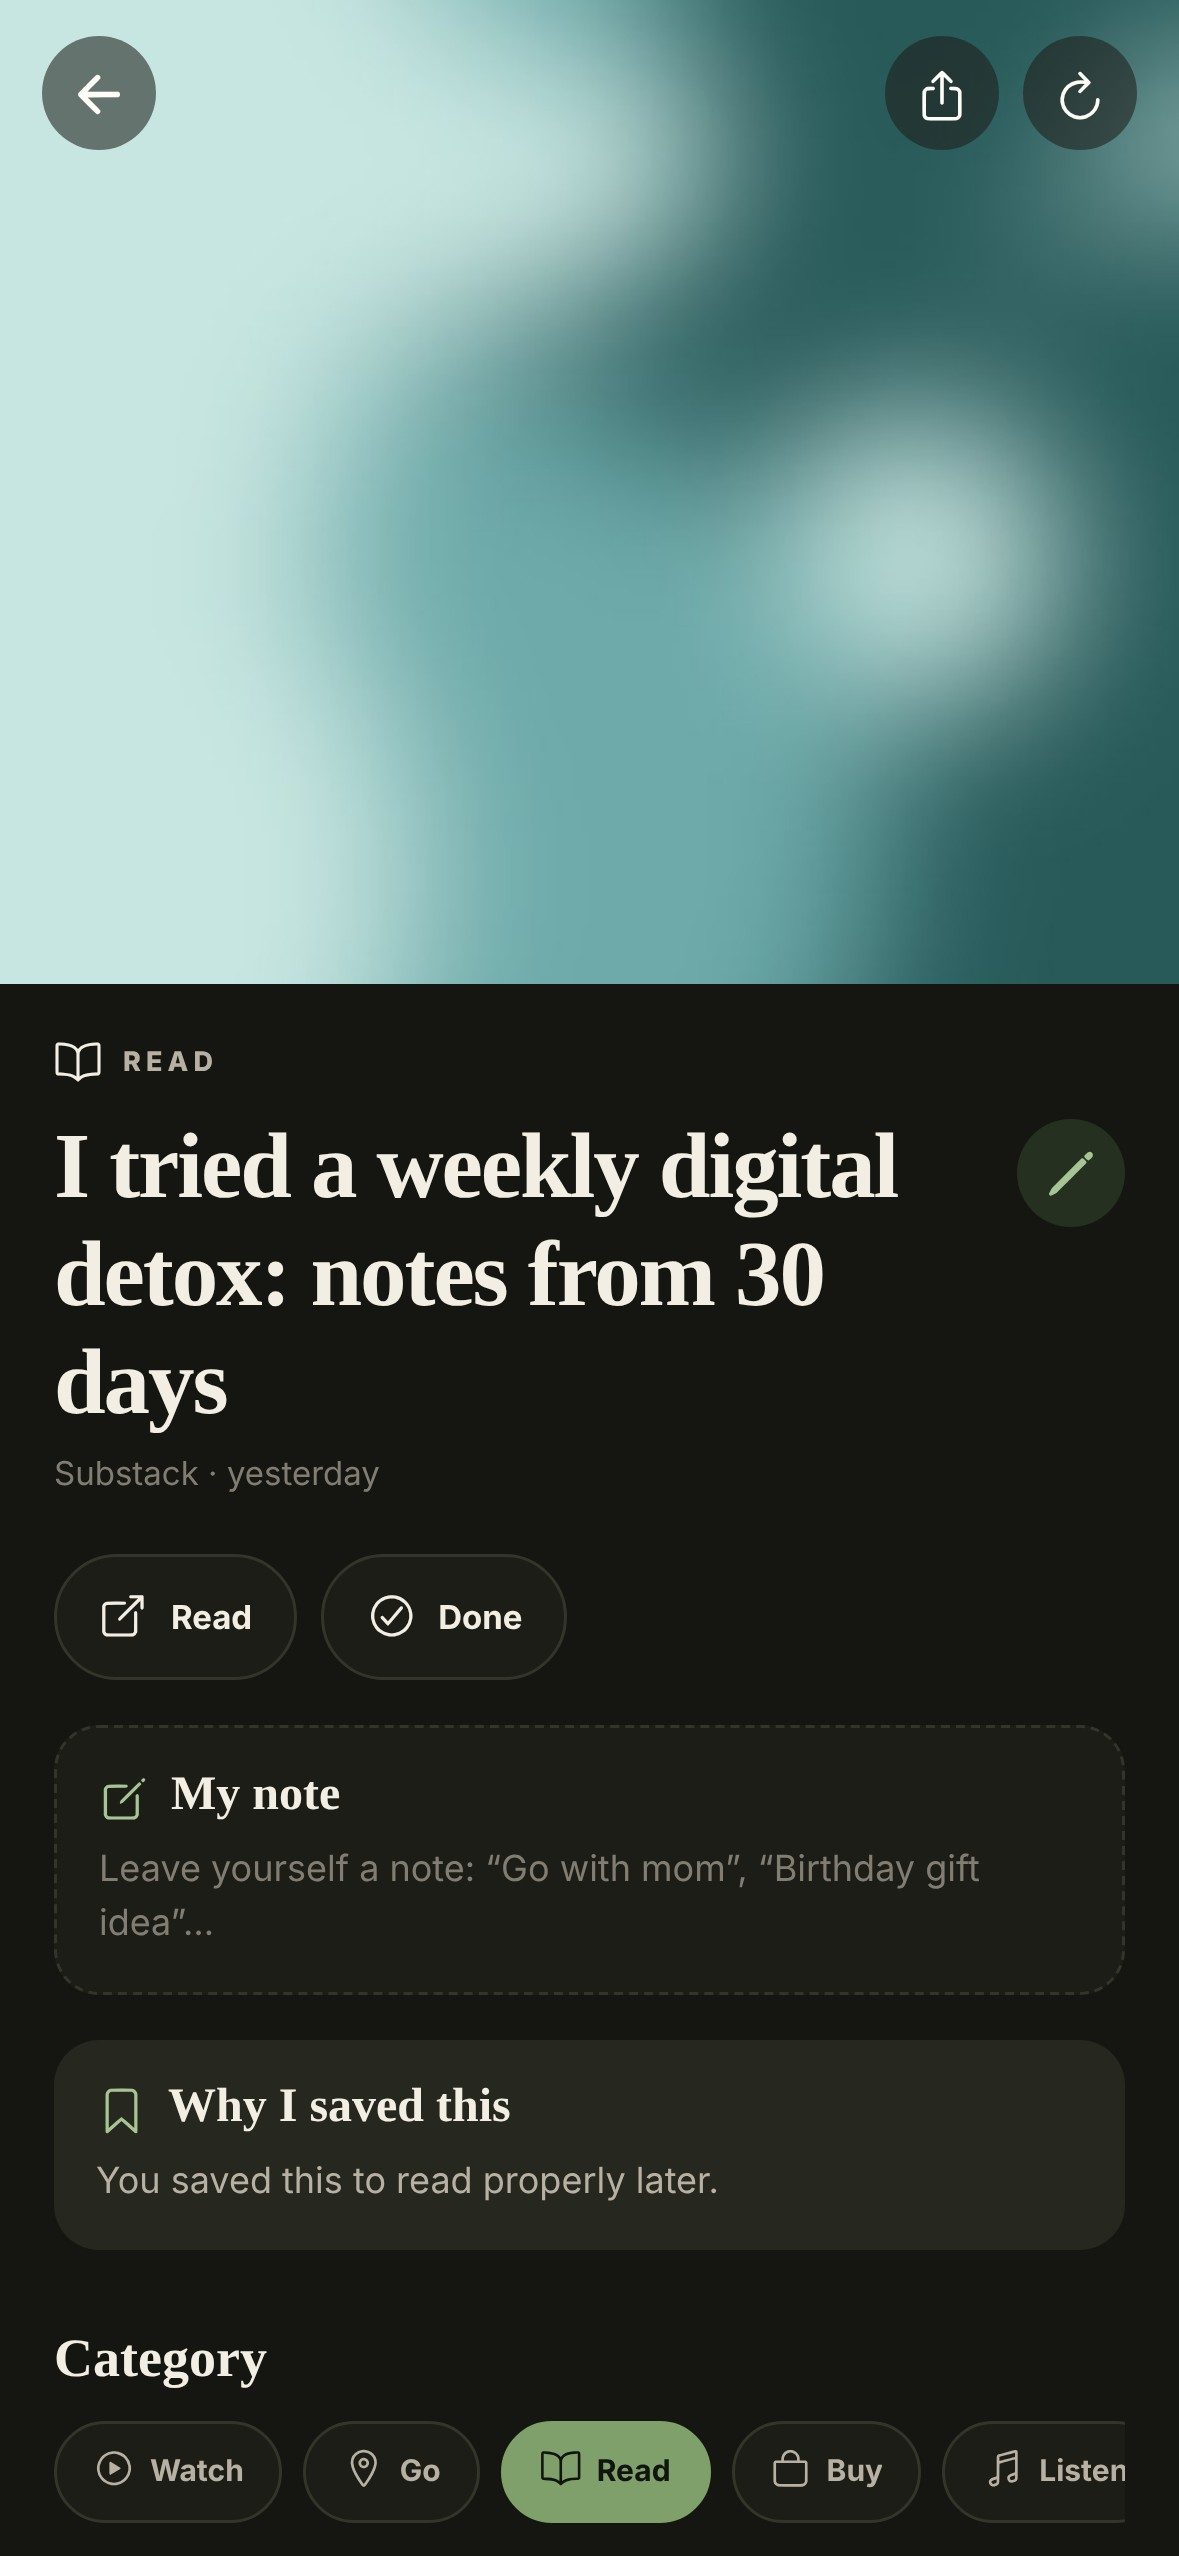 READ
I tried a weekly digital
detox: notes from 30
days
Substack · yesterday
Read
Done
My note
Leave yourself a note: “Go with mom”, “Birthday gift
idea”…
Why I saved this
You saved this to read properly later.
Category
Watch
Go
Read
Buy
Listen